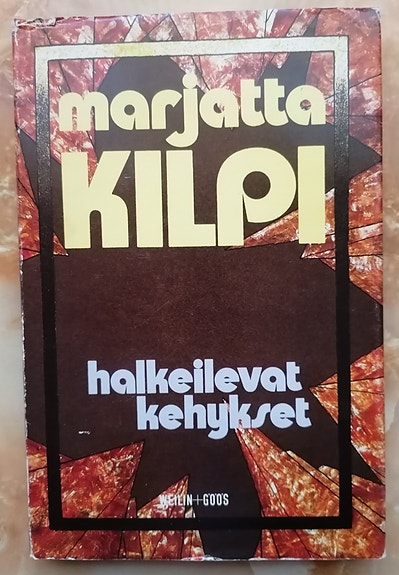 marjatta
KILPI
halkeilevat
kehykset
WEILIN+GÖÖS